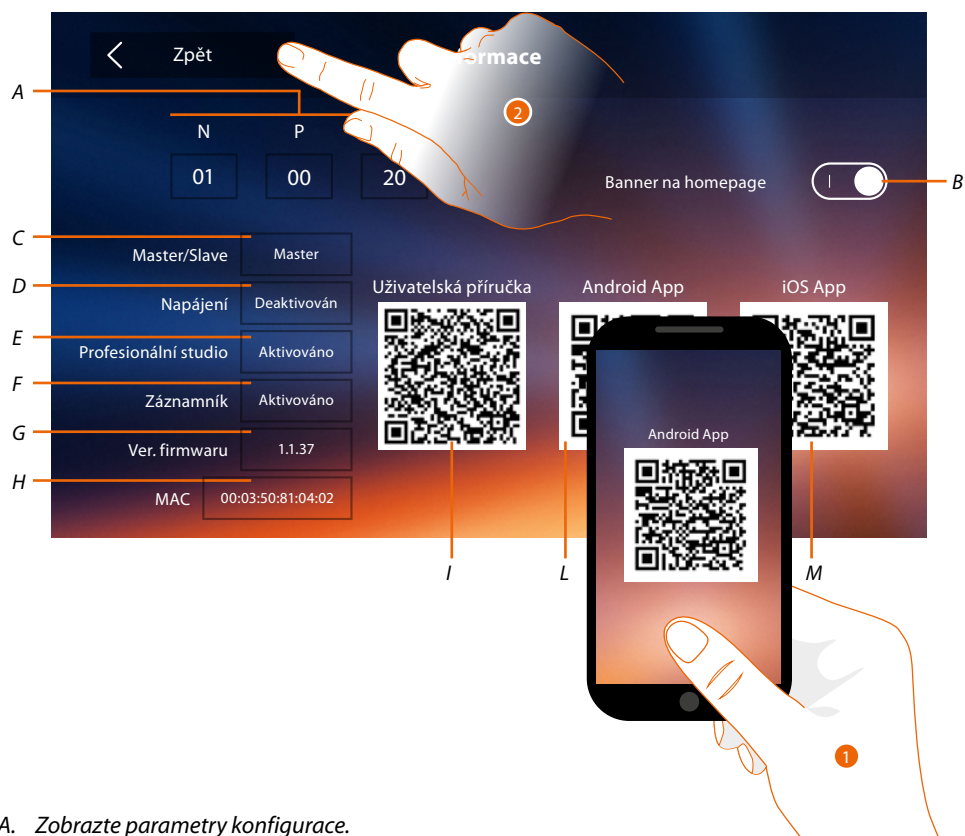 Zpět
formace
2
A
N P
01 00 20
Banner na homepage
B
C
Master/Slave Master
D
Napájení Deaktivován
Uživatelská příručka Android App iOS App
E
Profesionální studio Aktivováno
F
Záznamník Aktivováno
G
Ver. firmwaru 1.1.37
Android App
H
MAC 00:03:50:81:04:02
I L M
1
A. Zobrazte parametry konfigurace.